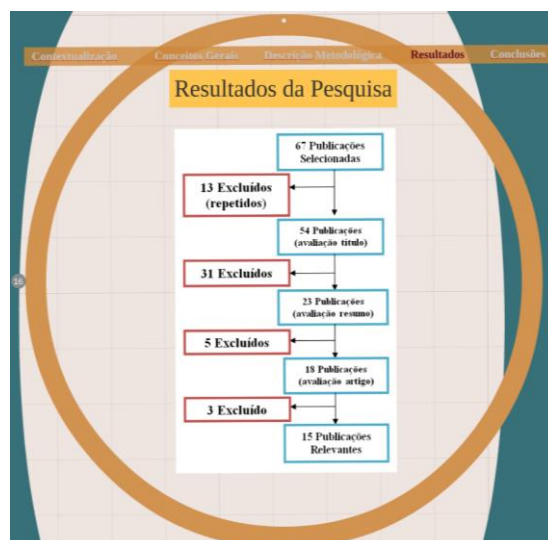 Contextualização Conceitos Gerais Descrição Metodológica Resultados Conclusões
Resultados da Pesquisa
67 Publicações
Selecionadas
13 Excluídos
(repetidos)
54 Publicações
(avaliação título)
31 Excluídos
23 Publicações
(avaliação resumo)
5 Excluídos
18 Publicações
(avaliação artigo)
3 Excluído
15 Publicações
Relevantes
16